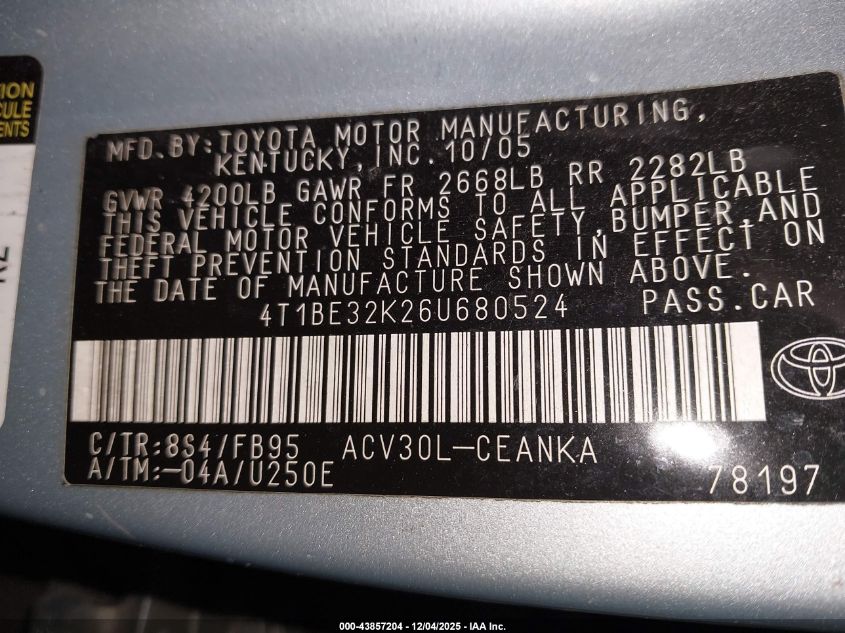 TION
CULE
ENTS
MFD. BY: TOYOTA MOTOR MANUFACTURING,
KENTUCKY, INC. 10/05
GVWR 4200LB GAWR FR 2668LB RR 2282LB
THIS VEHICLE CONFORMS TO ALL APPLICABLE
FEDERAL MOTOR VEHICLE SAFETY, BUMPER, AND
THEFT PREVENTION STANDARDS IN EFFECT ON
THE DATE OF MANUFACTURE SHOWN ABOVE.
4T1BE32K26U680524 PASS. CAR
C/TR:8S4/FB95 ACV30L-CEANKA
A/TM:-04A/U250E 78197
000-43857204 - 12/04/2025 - IAA Inc.